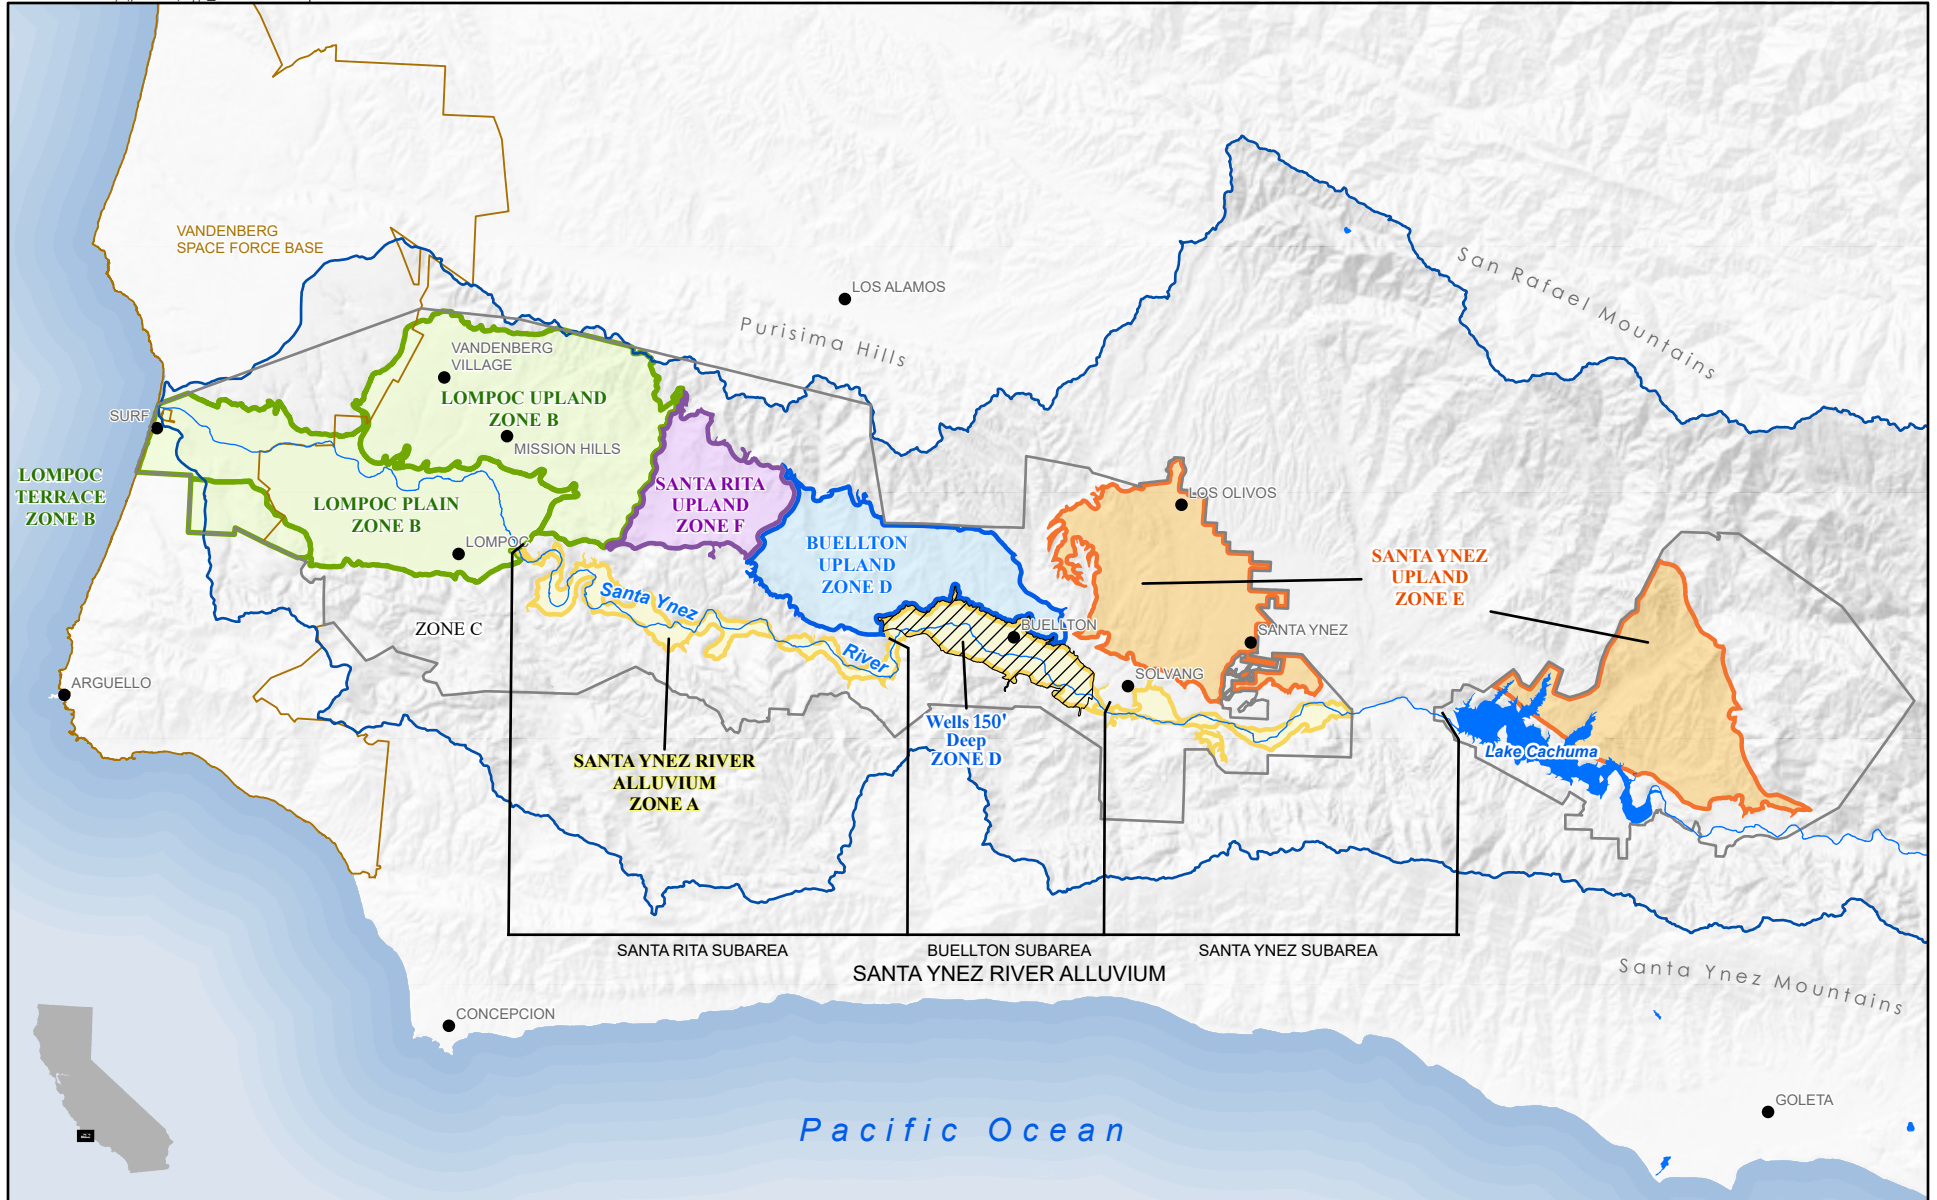 VANDENBERG
SPACE FORCE BASE
San Rafael Mountains
LOS ALAMOS
Purisima Hills
VANDENBERG
VILLAGE
LOMPOC UPLAND
ZONE B
SURF
MISSION HILLS
LOMPOC
TERRACE
ZONE B
LOMPOC PLAIN
ZONE B
SANTA RITA
UPLAND
ZONE F
LOS OLIVOS
LOMPOC
BUELLTON
UPLAND
ZONE D
SANTA YNEZ
UPLAND
ZONE E
Santa Ynez
River
ZONE C
BUELLTON
SANTA YNEZ
SOLVANG
ARGUELLO
Wells 150'
Deep
ZONE D
Lake Cachuma
SANTA YNEZ RIVER
ALLUVIUM
ZONE A
SANTA RITA SUBAREA
BUELLTON SUBAREA
SANTA YNEZ SUBAREA
SANTA YNEZ RIVER ALLUVIUM
Santa Ynez Mountains
CONCEPCION
GOLETA
Pacific Ocean